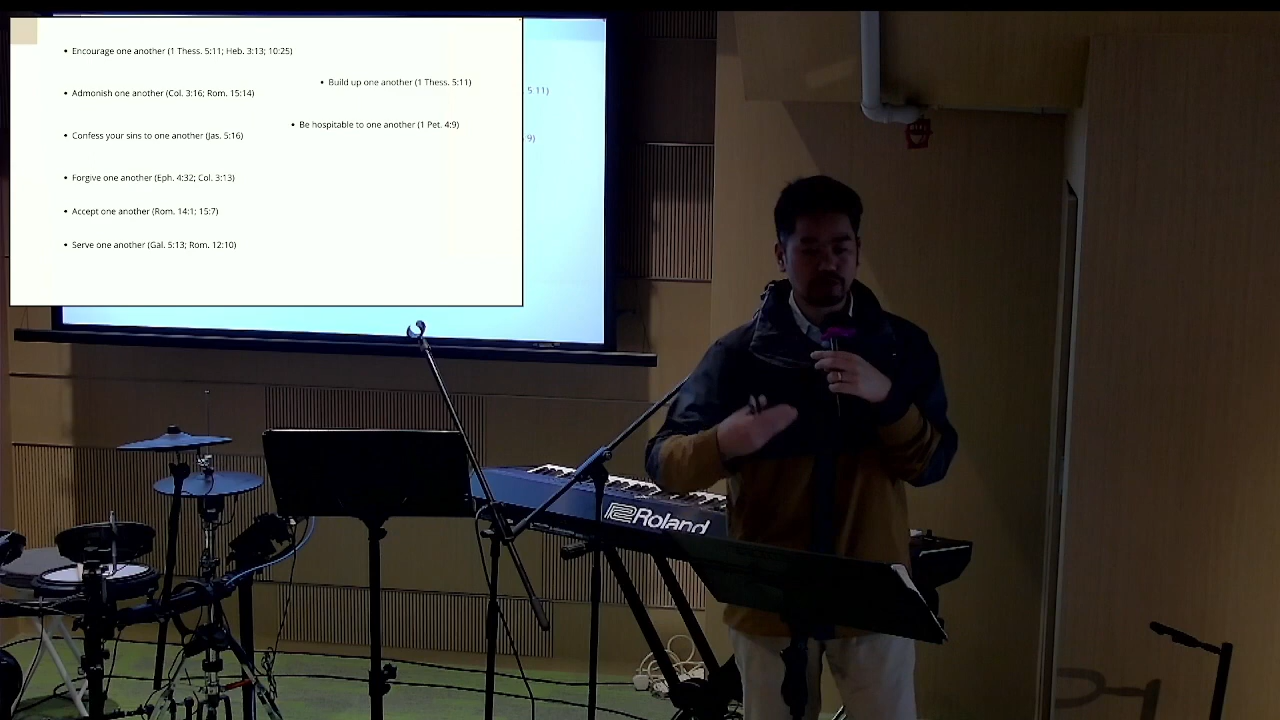 • Encourage one another (1 Thess. 5:11; Heb. 3:13; 10:25)
• Build up one another (1 Thess. 5:11)
• Admonish one another (Col. 3:16; Rom. 15:14)
• Be hospitable to one another (1 Pet. 4:9)
• Confess your sins to one another (Jas. 5:16)
• Forgive one another (Eph. 4:32; Col. 3:13)
• Accept one another (Rom. 14:1; 15:7)
• Serve one another (Gal. 5:13; Rom. 12:10)
5 11)
9)
Roland